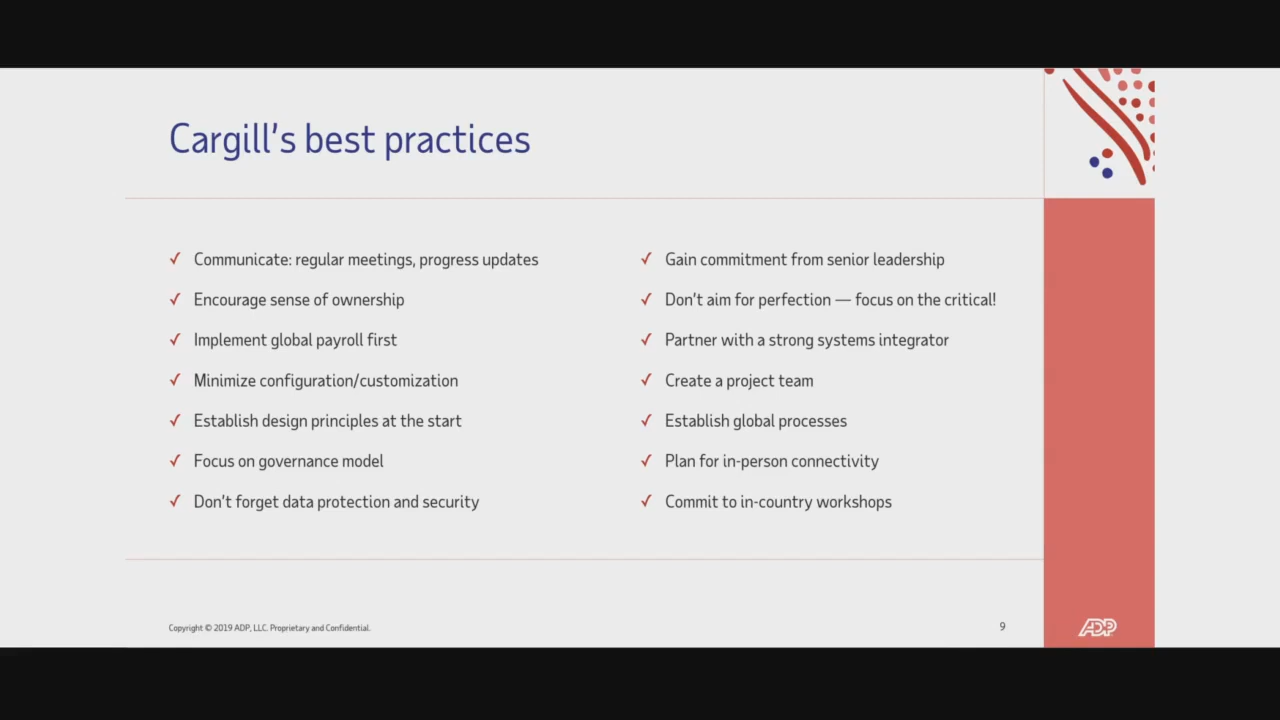 Cargill's best practices
✓ Communicate: regular meetings, progress updates
✓ Encourage sense of ownership
✓ Implement global payroll first
✓ Minimize configuration/customization
✓ Establish design principles at the start
✓ Focus on governance model
✓ Don't forget data protection and security
✓ Gain commitment from senior leadership
✓ Don't aim for perfection — focus on the critical!
✓ Partner with a strong systems integrator
✓ Create a project team
✓ Establish global processes
✓ Plan for in-person connectivity
✓ Commit to in-country workshops
Copyright © 2019 ADP, LLC. Proprietary and Confidential.
9
ADP